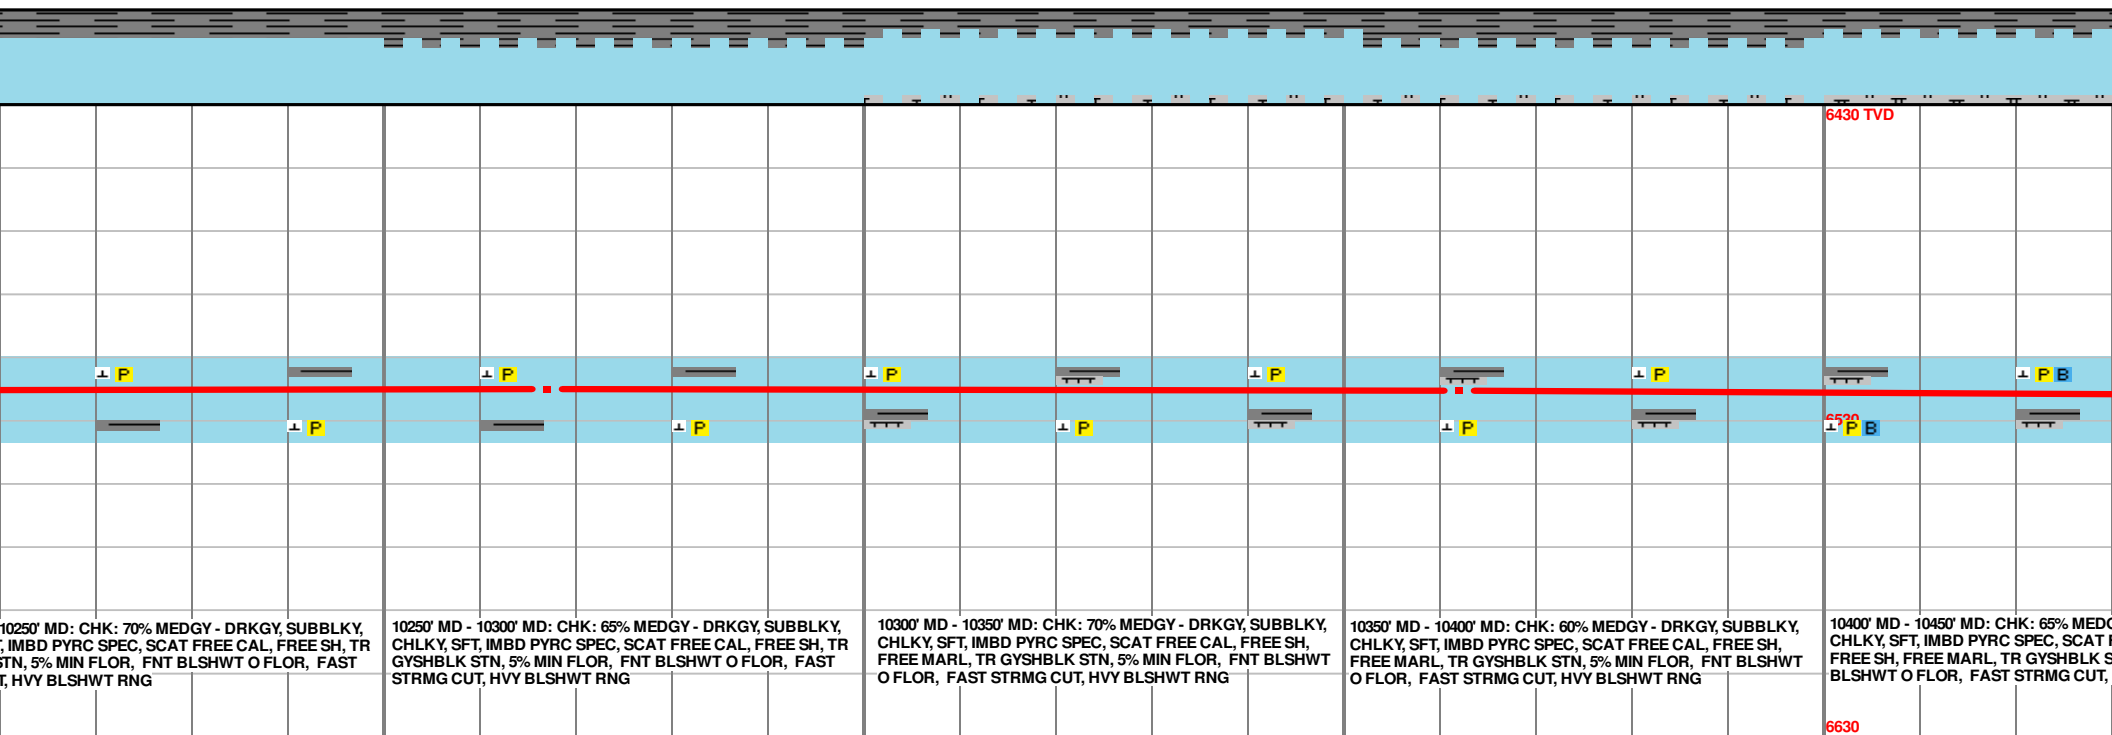 6430 TVD
P
P
P
P
P
P
P
B
P
P
P
P
6530
P
B
10250' MD: CHK: 70% MEDGY - DRKGY, SUBBLKY,
, IMBD PYRC SPEC, SCAT FREE CAL, FREE SH, TR
STN, 5% MIN FLOR, FNT BLSHWT O FLOR, FAST
T, HVY BLSHWT RNG
10250' MD - 10300' MD: CHK: 65% MEDGY - DRKGY, SUBBLKY,
CHLKY, SFT, IMBD PYRC SPEC, SCAT FREE CAL, FREE SH, TR
GYSHBLK STN, 5% MIN FLOR, FNT BLSHWT O FLOR, FAST
STRMG CUT, HVY BLSHWT RNG
10300' MD - 10350' MD: CHK: 70% MEDGY - DRKGY, SUBBLKY,
CHLKY, SFT, IMBD PYRC SPEC, SCAT FREE CAL, FREE SH,
FREE MARL, TR GYSHBLK STN, 5% MIN FLOR, FNT BLSHWT
O FLOR, FAST STRMG CUT, HVY BLSHWT RNG
10350' MD - 10400' MD: CHK: 60% MEDGY - DRKGY, SUBBLKY,
CHLKY, SFT, IMBD PYRC SPEC, SCAT FREE CAL, FREE SH,
FREE MARL, TR GYSHBLK STN, 5% MIN FLOR, FNT BLSHWT
O FLOR, FAST STRMG CUT, HVY BLSHWT RNG
10400' MD - 10450' MD: CHK: 65% MEDG
CHLKY, SFT, IMBD PYRC SPEC, SCAT F
FREE SH, FREE MARL, TR GYSHBLK S
BLSHWT O FLOR, FAST STRMG CUT,
6630